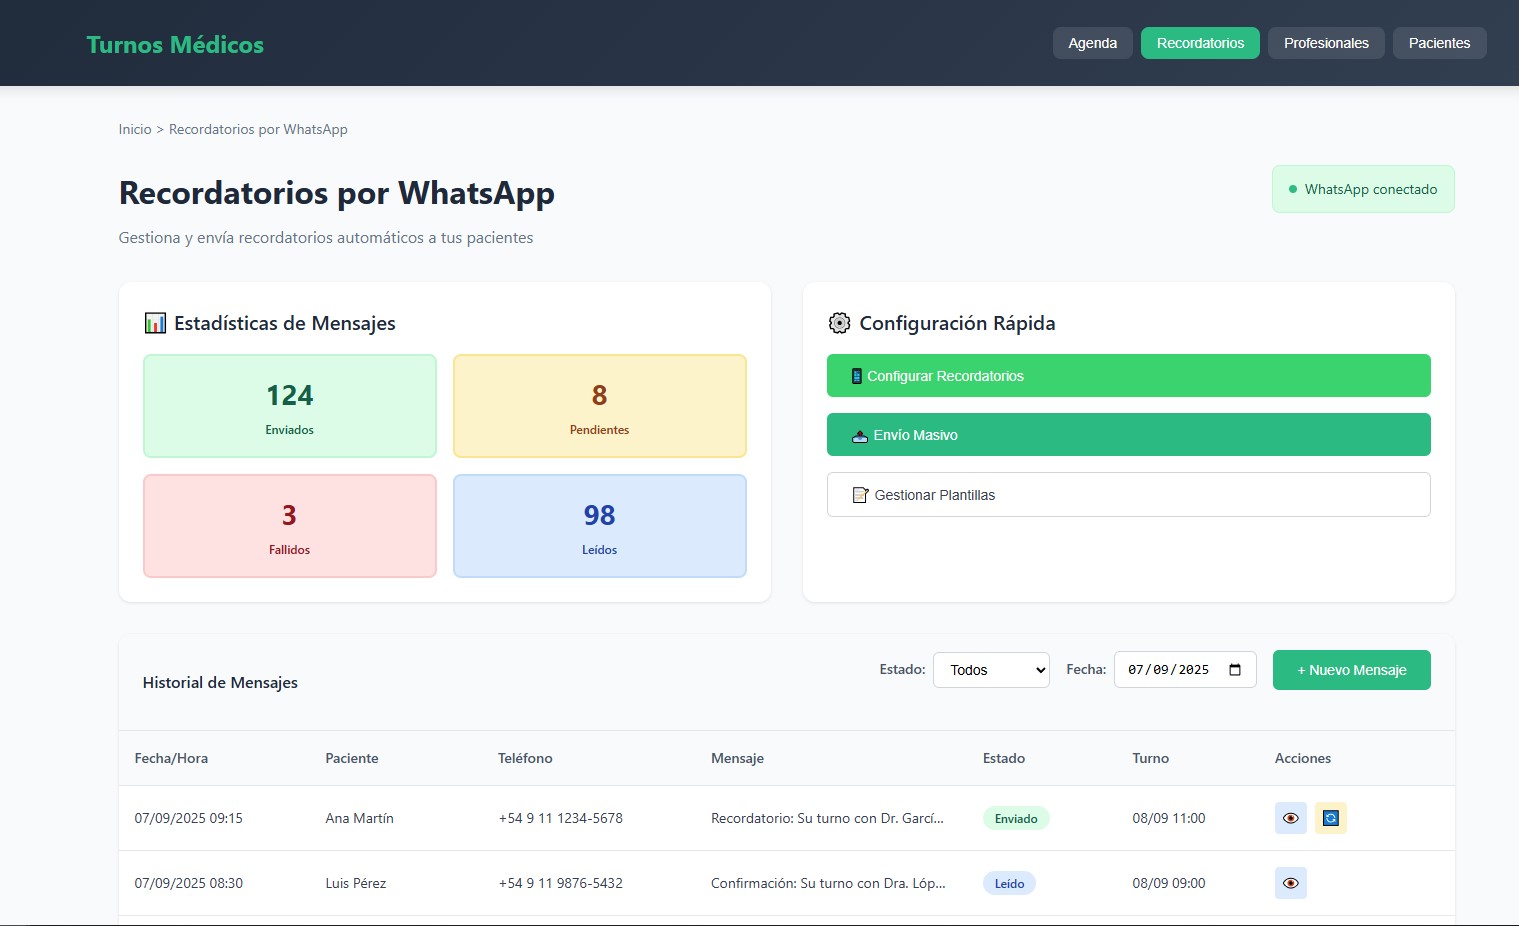 Turnos Médicos
Agenda
Recordatorios
Profesionales
Pacientes
Inicio > Recordatorios por WhatsApp
Recordatorios por WhatsApp
WhatsApp conectado
Gestiona y envía recordatorios automáticos a tus pacientes
Estadísticas de Mensajes
124
Enviados
8
Pendientes
3
Fallidos
98
Leídos
Configuración Rápida
Configurar Recordatorios
Envío Masivo
Gestionar Plantillas
Historial de Mensajes
Estado: Todos
Fecha: 07/09/2025
+ Nuevo Mensaje
Fecha/Hora Paciente Teléfono Mensaje Estado Turno Acciones
07/09/2025 09:15 Ana Martín +54 9 11 1234-5678 Recordatorio: Su turno con Dr. Garcí... Enviado 08/09 11:00
07/09/2025 08:30 Luis Pérez +54 9 11 9876-5432 Confirmación: Su turno con Dra. Lóp... Leído 08/09 09:00